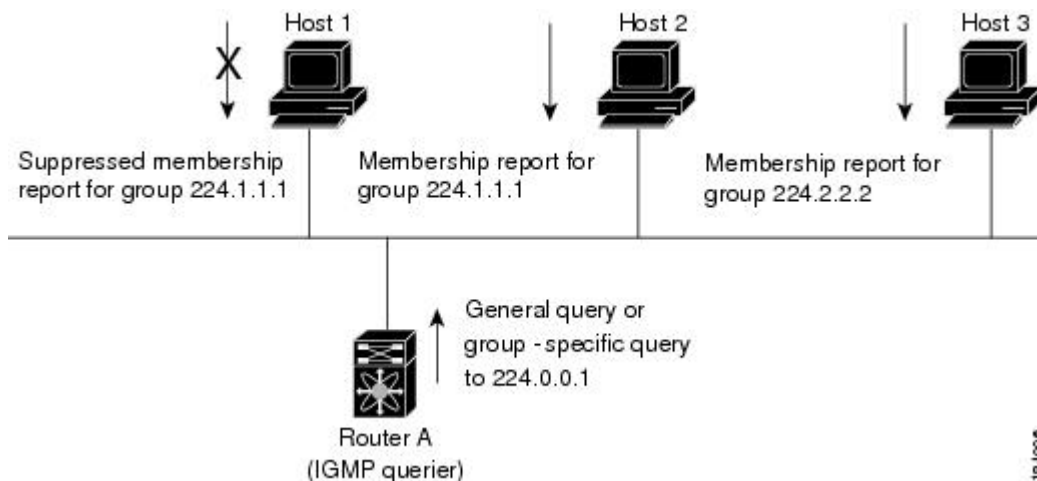 Host 1
Host 2
Host 3
X
Suppressed membership
report for group 224.1.1.1
Membership report for
group 224.1.1.1
Membership report for
group 224.2.2.2
General query or
group - specific query
to 224.0.0.1
Router A
(IGMP querier)